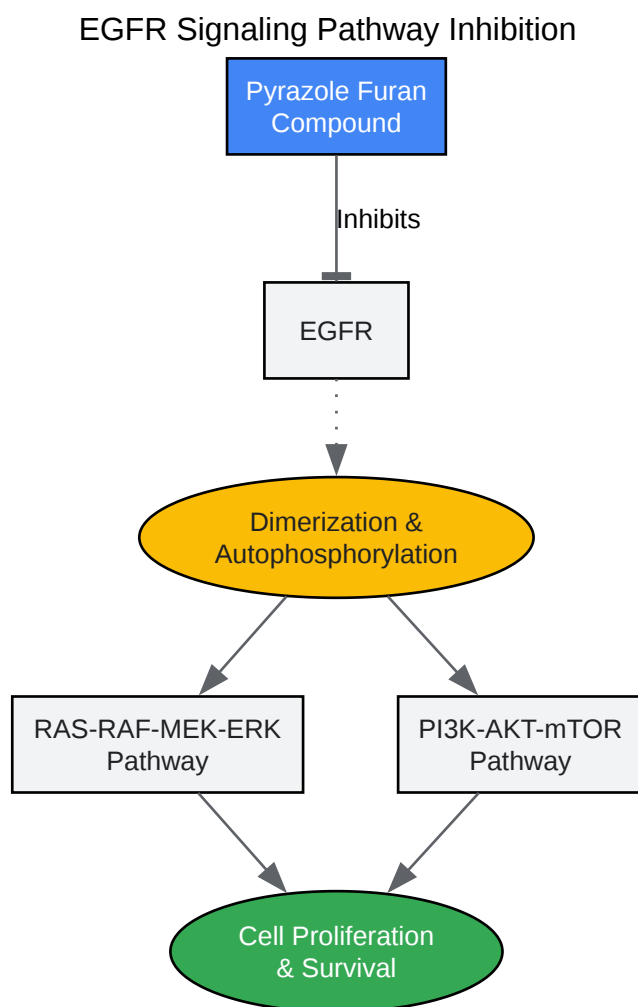 EGFR Signaling Pathway Inhibition
Pyrazole Furan
Compound
Inhibits
EGFR
Dimerization &
Autophosphorylation
RAS-RAF-MEK-ERK
Pathway
PI3K-AKT-mTOR
Pathway
Cell Proliferation
& Survival